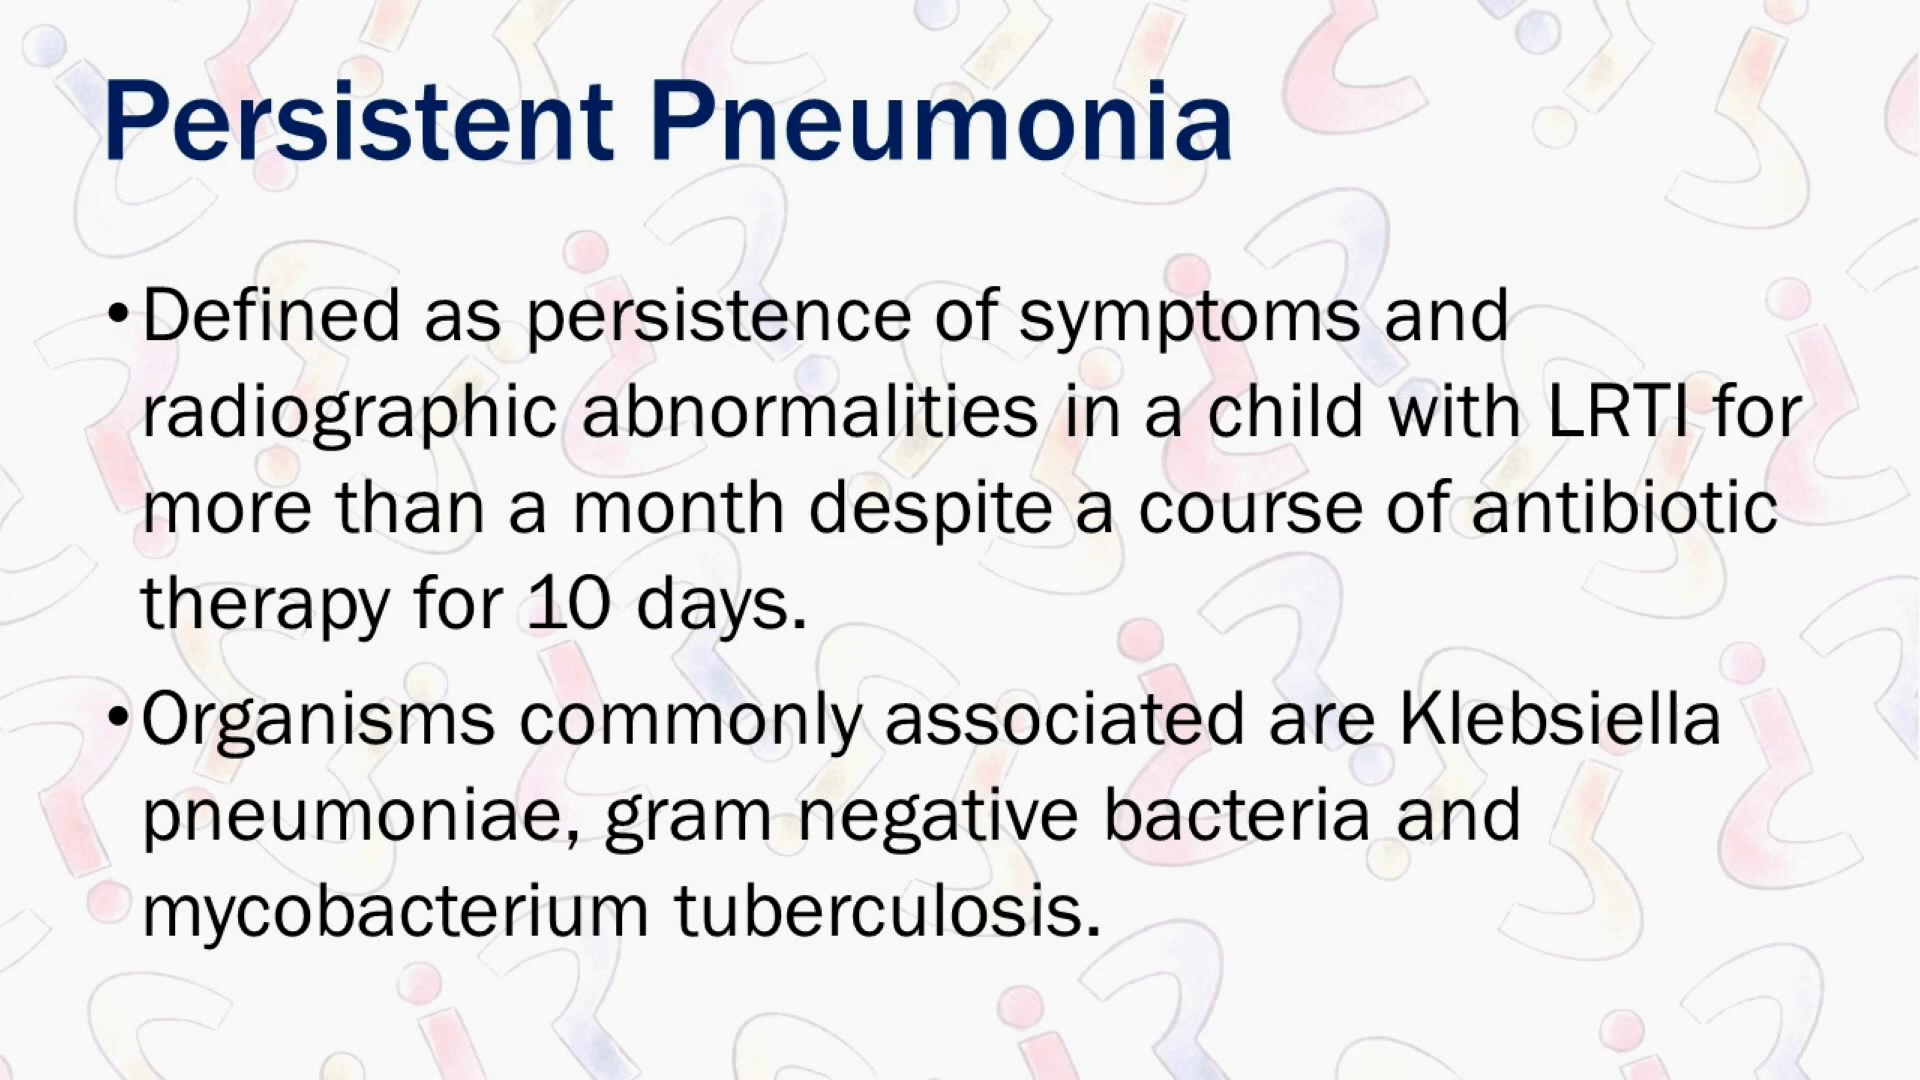 Persistent Pneumonia
•Defined as persistence of symptoms and
radiographic abnormalities in a child with LRTI for
more than a month despite a course of antibiotic
therapy for 10 days.
•Organisms commonly associated are Klebsiella
pneumoniae, gram negative bacteria and
mycobacterium tuberculosis.